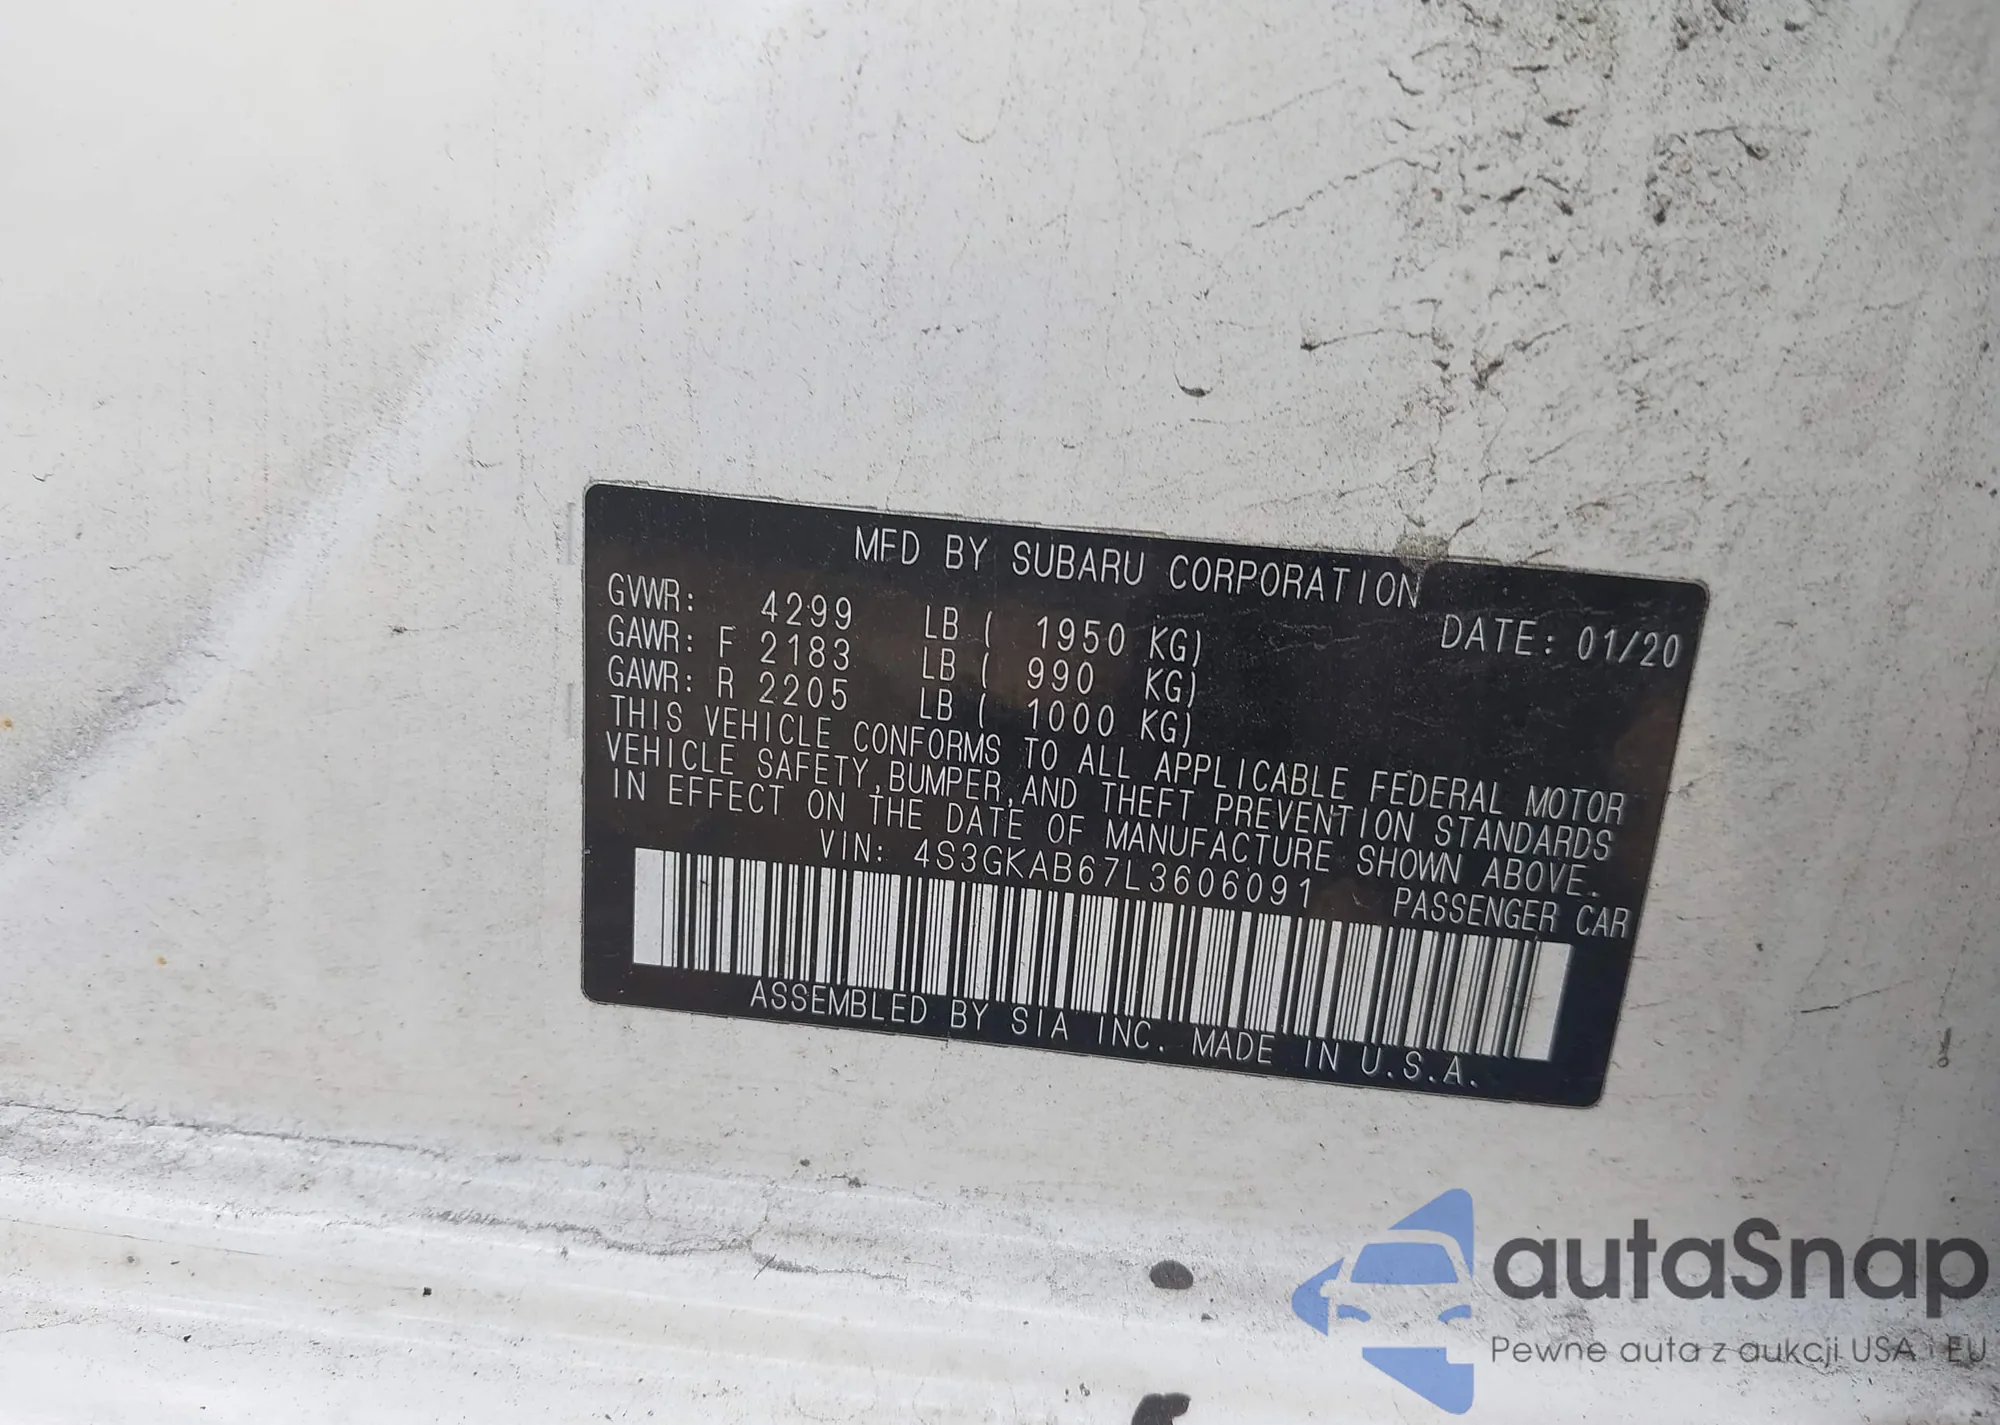 MFD BY SUBARU CORPORATION
GVWR: 4299 LB ( 1950 KG) DATE: 01/20
GAWR: F 2183 LB ( 990 KG)
GAWR: R 2205 LB ( 1000 KG)
THIS VEHICLE CONFORMS TO ALL APPLICABLE FEDERAL MOTOR
VEHICLE SAFETY,BUMPER,AND THEFT PREVENTION STANDARDS
IN EFFECT ON THE DATE OF MANUFACTURE SHOWN ABOVE.
VIN: 4S3GKAB67L3606091 PASSENGER CAR
ASSEMBLED BY SIA INC. MADE IN U.S.A.
autaSnap
Pewne auta z aukcji USA i EU